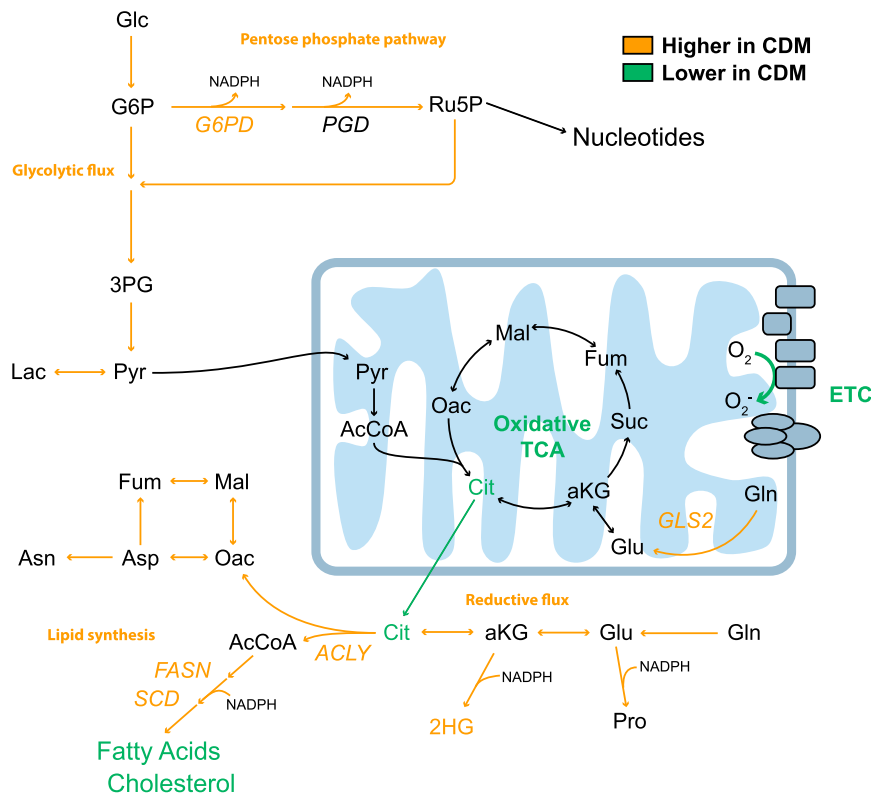 Glc
Pentose phosphate pathway
Higher in CDM
Lower in CDM
NADPH
NADPH
G6P
Ru5P
G6PD
PGD
Nucleotides
Glycolytic flux
3PG
Lac
Pyr
Pyr
AcCoA
Mal
Fum
Oac
Oxidative
TCA
Suc
Cit
aKG
Glu
GLS2
Gln
O2
O2-
ETC
Fum
Mal
Asn
Asp
Oac
Reductive flux
Lipid synthesis
AcCoA
ACLY
Cit
aKG
Glu
Gln
FASN
SCD
NADPH
NADPH
NADPH
2HG
Pro
Fatty Acids
Cholesterol